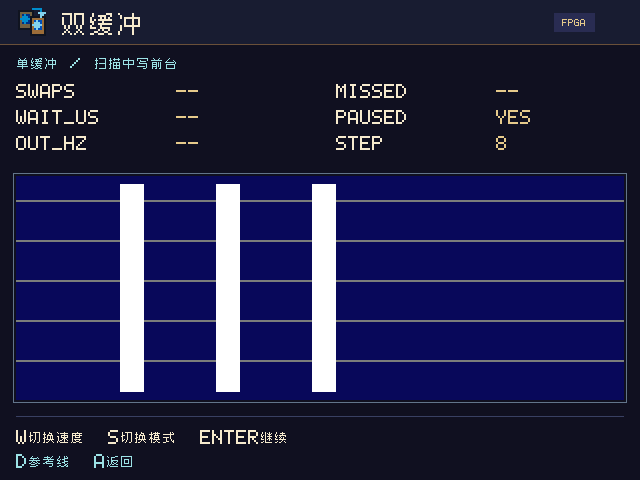 双缓冲 FPGA
单缓冲 / 扫描中写前台
SWAPS -- MISSED --
WAIT_US -- PAUSED YES
OUT_HZ -- STEP 8
W切换速度 S切换模式 ENTER继续
D参考线 A返回